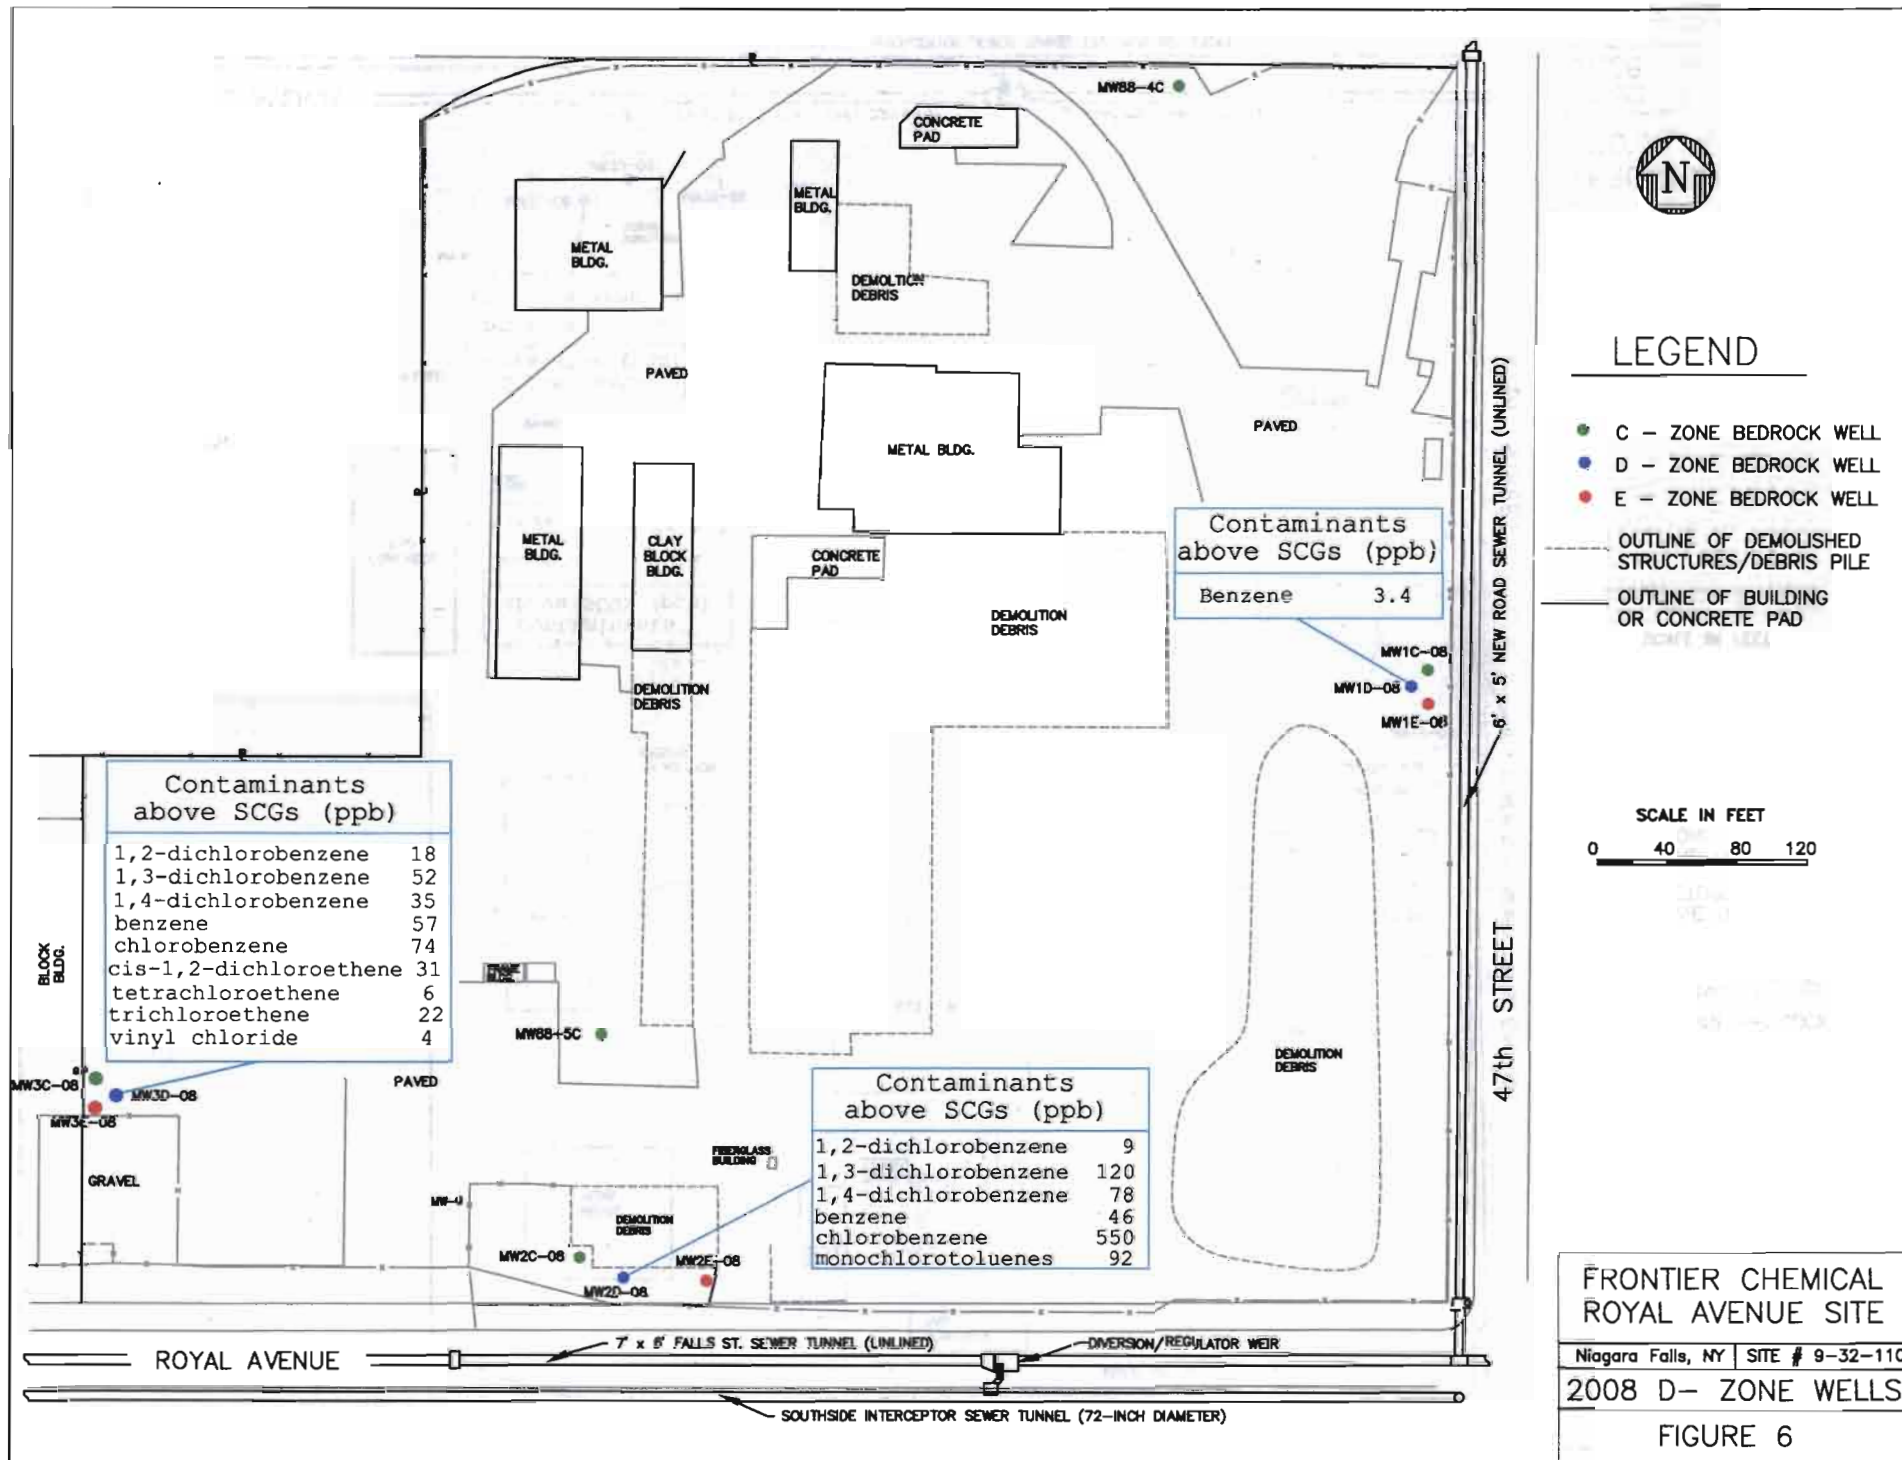 MW88-4C
CONCRETE
PAD
METAL
BLDG.
METAL
BLDG.
DEMOLTION
DEBRIS
N
PAVED
LEGEND
C – ZONE BEDROCK WELL
D – ZONE BEDROCK WELL
E – ZONE BEDROCK WELL
OUTLINE OF DEMOLISHED
STRUCTURES/DEBRIS PILE
OUTLINE OF BUILDING
OR CONCRETE PAD
METAL BLDG.
PAVED
6' x 5' NEW ROAD SEWER TUNNEL (UNLINED)
METAL
BLDG.
CLAY
BLOCK
BLDG.
CONCRETE
PAD
Contaminants
above SCGs (ppb)
Benzene 3.4
DEMOLITION
DEBRIS
MW1C-08
MW1D-08
MW1E-08
DEMOLITION
DEBRIS
SCALE IN FEET
0 40 80 120
Contaminants
above SCGs (ppb)
1,2-dichlorobenzene 18
1,3-dichlorobenzene 52
1,4-dichlorobenzene 35
benzene 57
chlorobenzene 74
cis-1,2-dichloroethene 31
tetrachloroethene 6
trichloroethene 22
vinyl chloride 4
BLOCK
BLDG.
47th STREET
MW88-5C
DEMOLITION
DEBRIS
MW3C-08
MW3D-08
MW3E-08
PAVED
GRAVEL
Contaminants
above SCGs (ppb)
1,2-dichlorobenzene 9
1,3-dichlorobenzene 120
1,4-dichlorobenzene 78
benzene 46
chlorobenzene 550
monochlorotoluenes 92
FIBERGLASS
BUILDING
DEMOLITION
DEBRIS
MW2C-08
MW2E-08
MW2D-08
7' x 6' FALLS ST. SEWER TUNNEL (UNLINED)
DIVERSION/REGULATOR WEIR
ROYAL AVENUE
SOUTHSIDE INTERCEPTOR SEWER TUNNEL (72-INCH DIAMETER)
FRONTIER CHEMICAL
ROYAL AVENUE SITE
Niagara Falls, NY SITE # 9-32-110
2008 D- ZONE WELLS
FIGURE 6